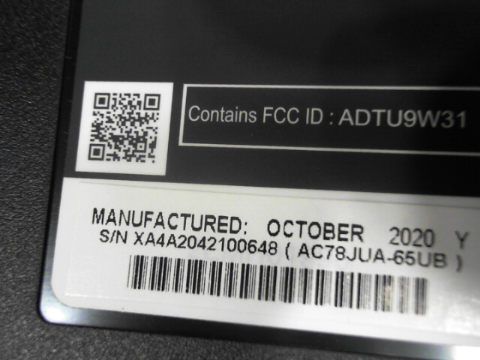 Contains FCC ID : ADTU9W31
MANUFACTURED: OCTOBER 2020 Y
S/N XA4A2042100648 ( AC78JUA-65UB )